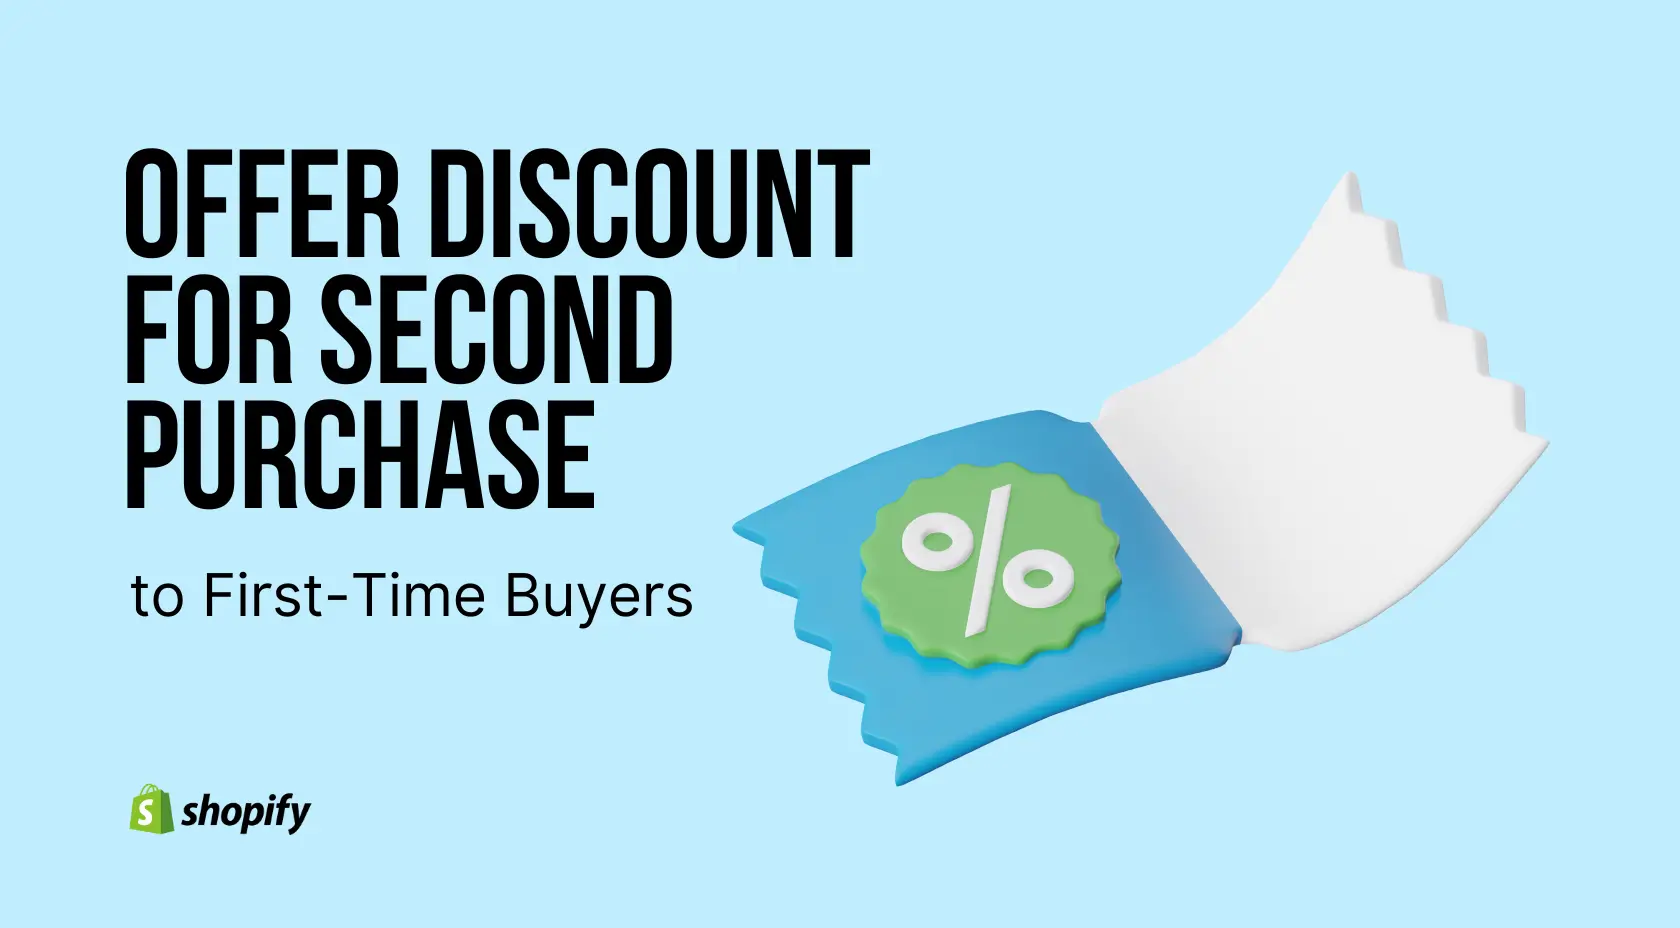 OFFER DISCOUNT
FOR SECOND
PURCHASE
to First-Time Buyers
%
S shopify